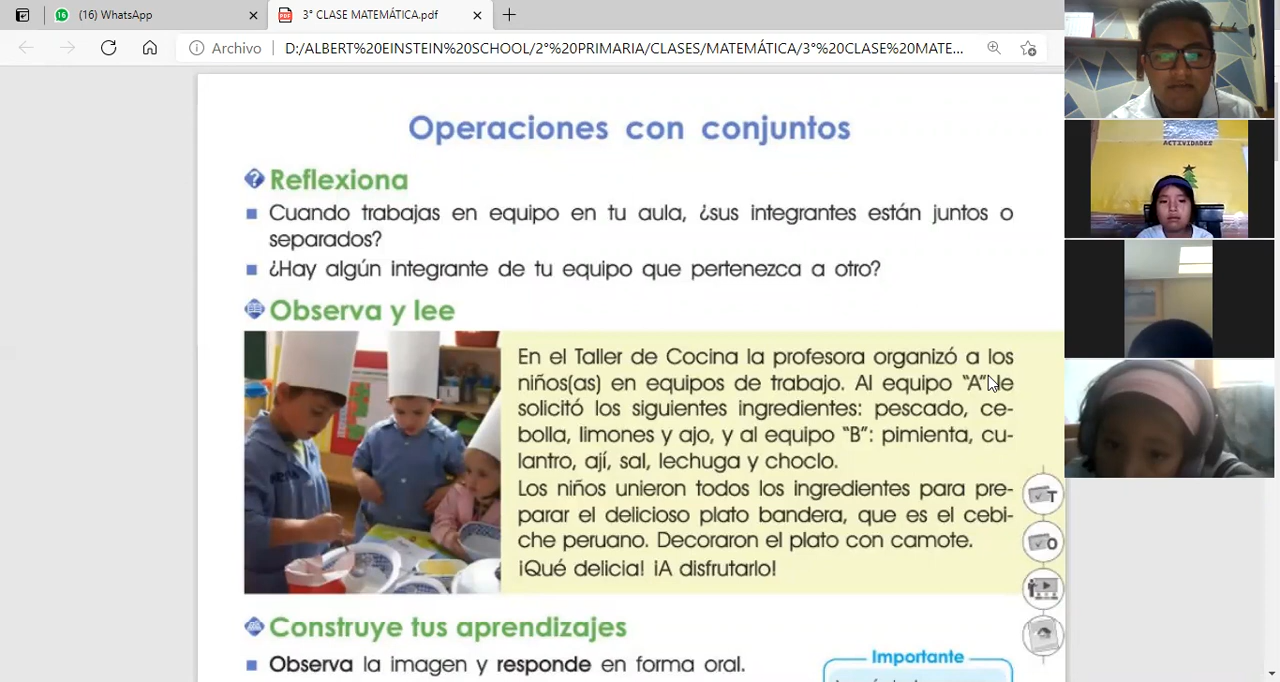 (16) WhatsApp
3° CLASE MATEMÁTICA.pdf
Archivo
D:/ALBERT%20EINSTEIN%20SCHOOL/2°%20PRIMARIA/CLASES/MATEMÁTICA/3°%20CLASE%20MATE...
Operaciones con conjuntos
Reflexiona
Cuando trabajas en equipo en tu aula, ¿sus integrantes están juntos o
separados?
¿Hay algún integrante de tu equipo que pertenezca a otro?
Observa y lee
En el Taller de Cocina la profesora organizó a los
niños(as) en equipos de trabajo. Al equipo "A" le
solicitó los siguientes ingredientes: pescado, ce-
bolla, limones y ajo, y al equipo "B": pimienta, cu-
lantro, ají, sal, lechuga y choclo.
Los niños unieron todos los ingredientes para pre-
parar el delicioso plato bandera, que es el cebi-
che peruano. Decoraron el plato con camote.
¡Qué delicia! ¡A disfrutarlo!
T
O
Construye tus aprendizajes
Observa la imagen y responde en forma oral.
Importante
ACTIVIDADES